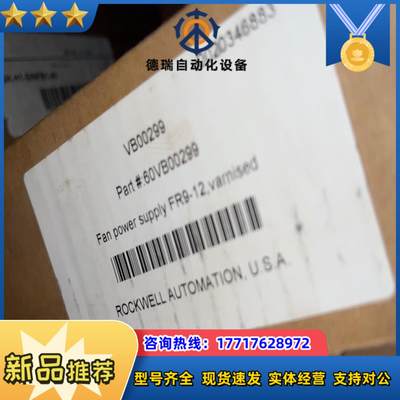 德瑞自动化设备
2020346883
VB00299
Part #:60VB00299
Fan power supply FR9-12,varnised
ROCKWELL AUTOMATION, U.S.A.
咨询热线：17717628972
新品推荐
型号齐全 现货速发 实体经营 支持对公